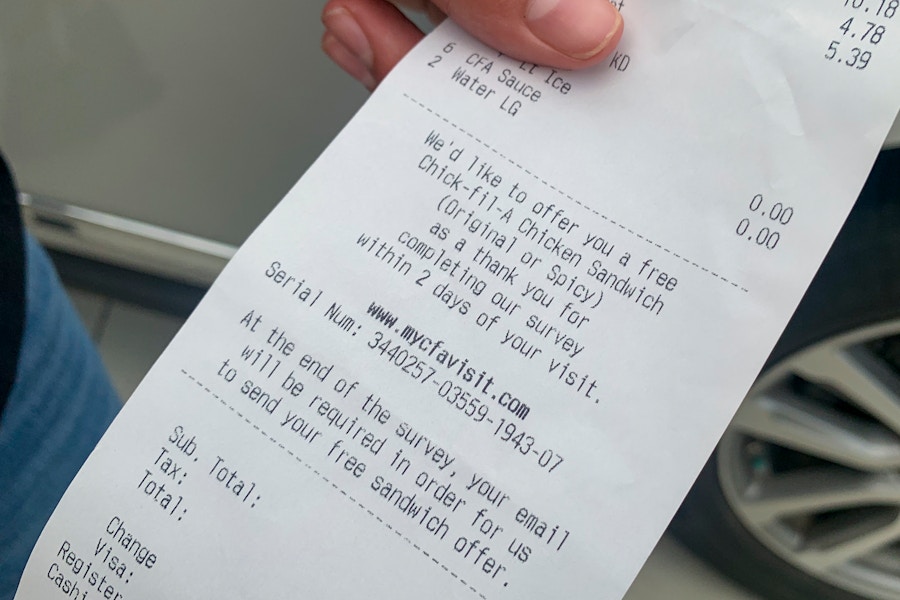 4.78
5.39
KD
Lt Ice
6 CFA Sauce 0.00
2 Water LG 0.00
We'd like to offer you a free
Chick-fil-A Chicken Sandwich
(Original or Spicy)
as a thank you for
completing our survey
within 2 days of your visit.
www.mycfavisit.com
Serial Num: 3440257-03559-1943-07
At the end of the survey, your email
will be required in order for us
to send your free sandwich offer.
Sub. Total:
Tax:
Total:
Change
Visa:
Register